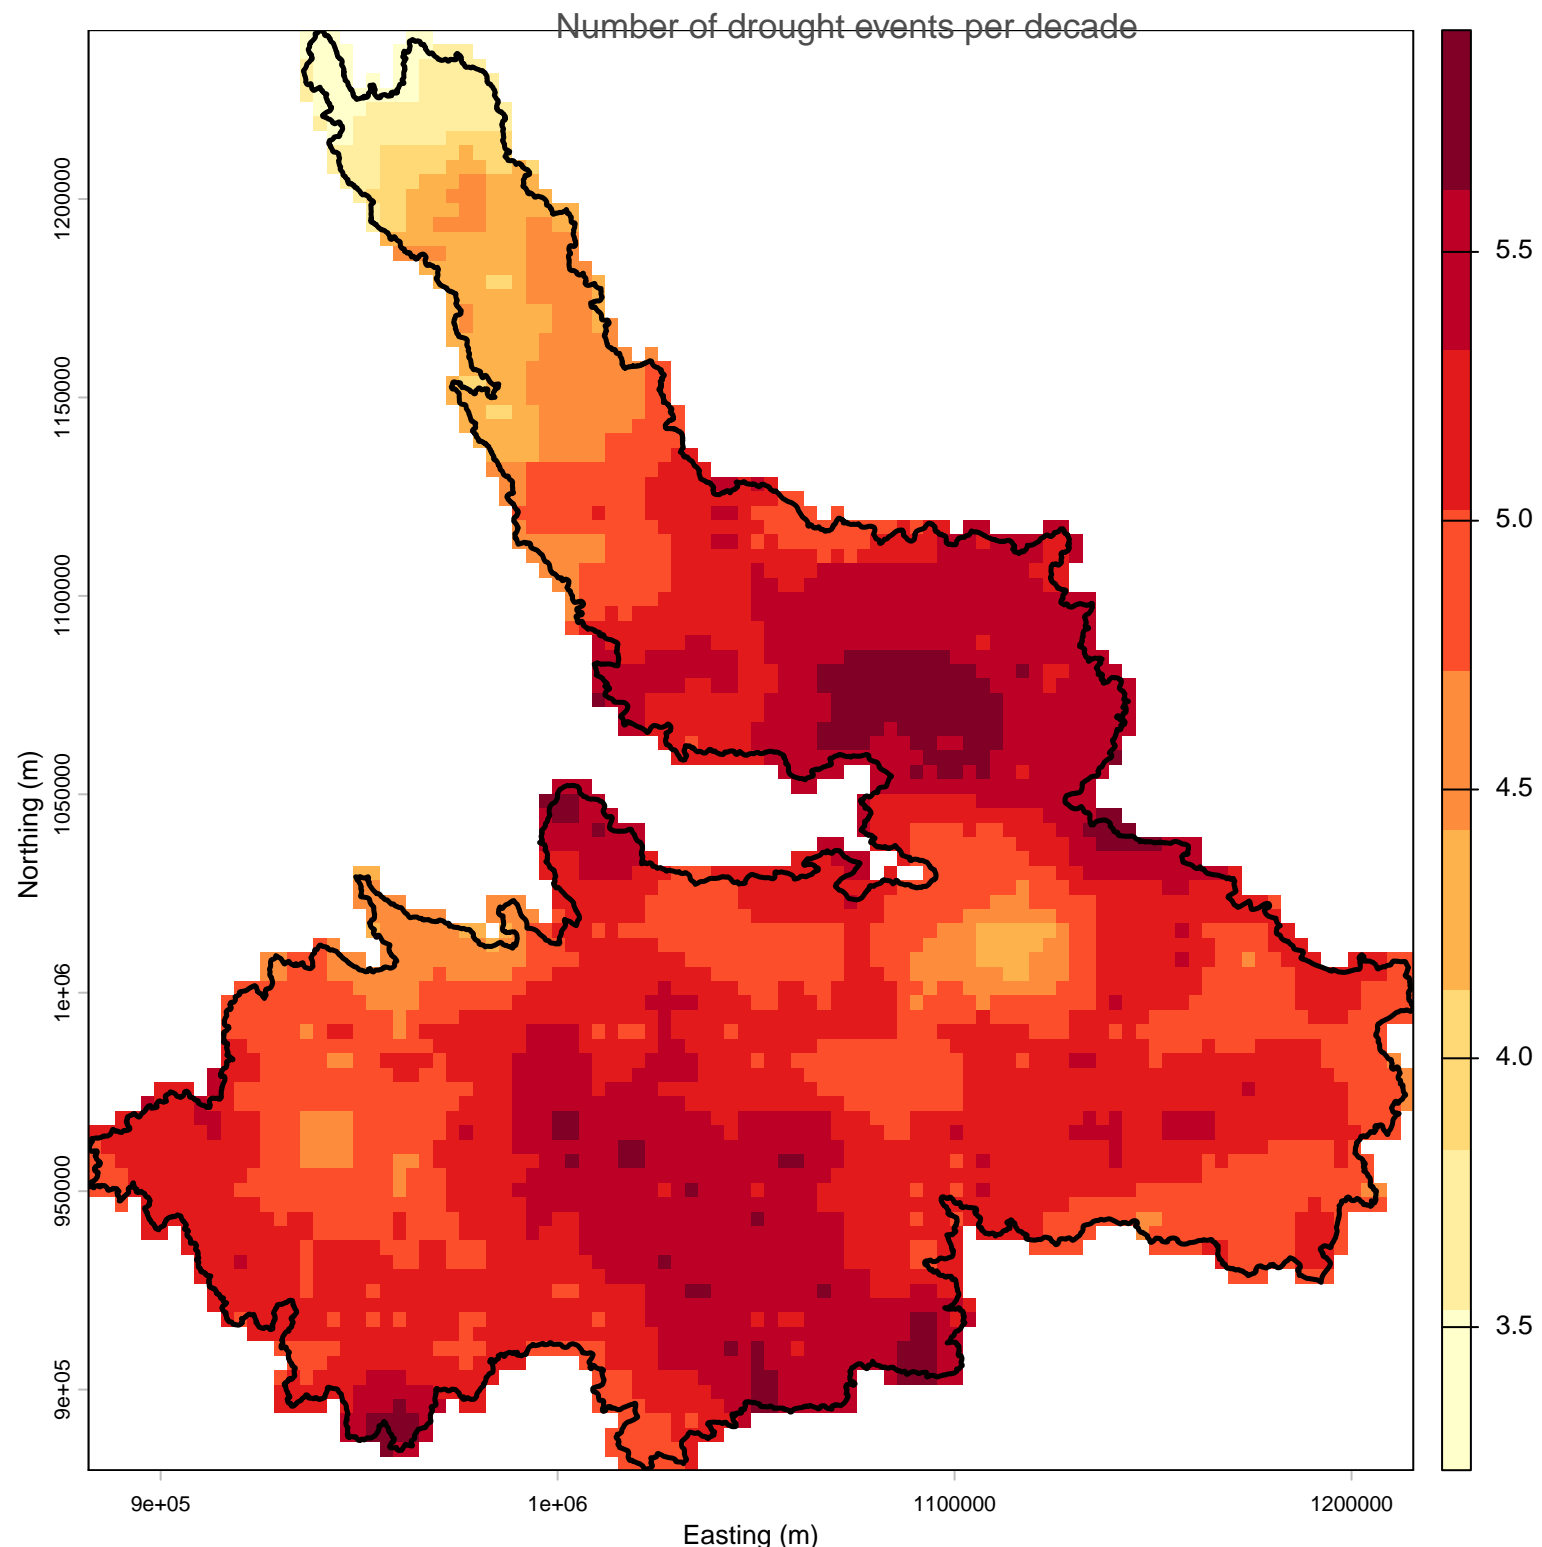 Number of drought events per decade
1200000
1150000
1100000
1050000
1e+06
950000
9e+05
Northing (m)
9e+05
1e+06
1100000
1200000
Easting (m)
5.5
5.0
4.5
4.0
3.5